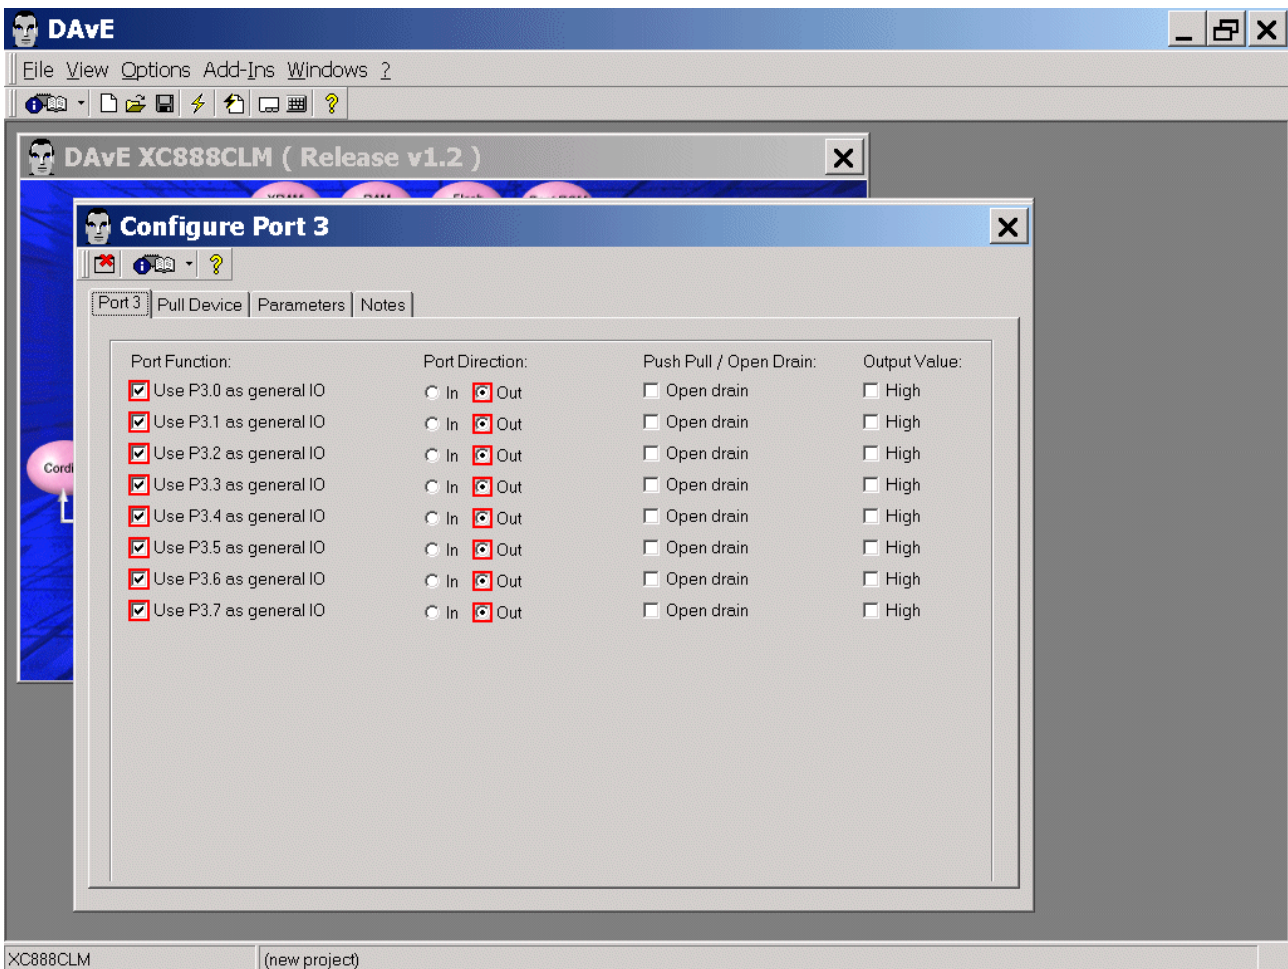 DAvE
File View Options Add-Ins Windows ?
DAvE XC888CLM ( Release v1.2 )
Configure Port 3
Port 3 Pull Device Parameters Notes
Port Function: Port Direction: Push Pull / Open Drain: Output Value:
Use P3.0 as general IO In Out Open drain High
Use P3.1 as general IO In Out Open drain High
Use P3.2 as general IO In Out Open drain High
Use P3.3 as general IO In Out Open drain High
Use P3.4 as general IO In Out Open drain High
Use P3.5 as general IO In Out Open drain High
Use P3.6 as general IO In Out Open drain High
Use P3.7 as general IO In Out Open drain High
Cordi
XC888CLM (new project)